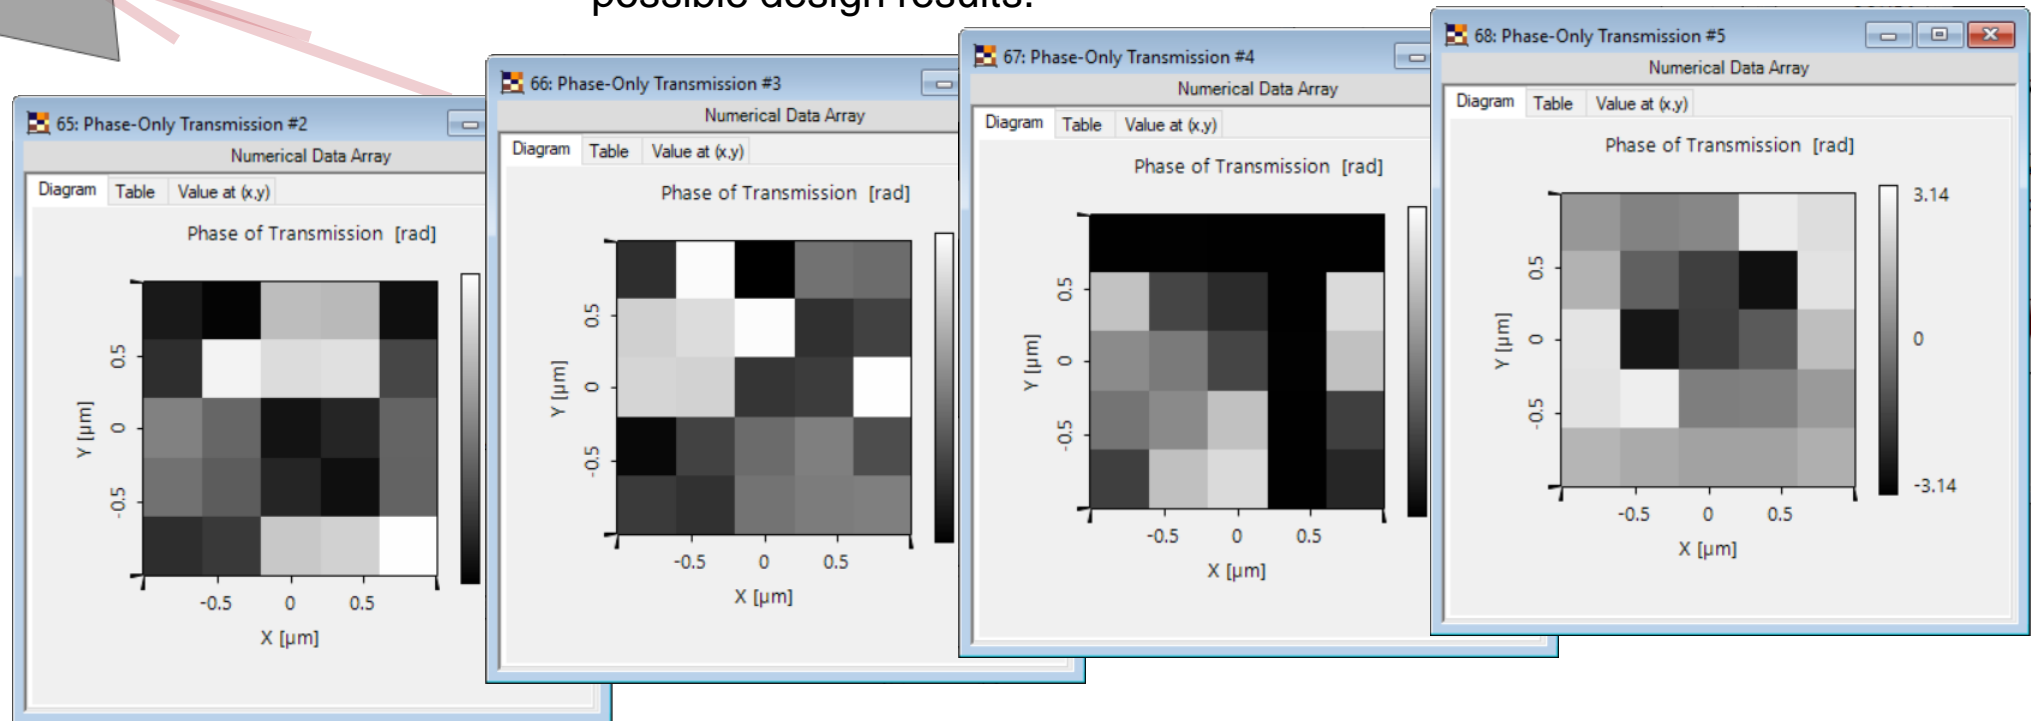 possible design results.
65: Phase-Only Transmission #2
Numerical Data Array
Diagram Table Value at (x,y)
Phase of Transmission [rad]
0.5
0
-0.5
Y [µm]
-0.5 0 0.5
X [µm]
66: Phase-Only Transmission #3
Numerical Data Array
Diagram Table Value at (x,y)
Phase of Transmission [rad]
0.5
0
-0.5
Y [µm]
-0.5 0 0.5
X [µm]
67: Phase-Only Transmission #4
Numerical Data Array
Diagram Table Value at (x,y)
Phase of Transmission [rad]
0.5
0
-0.5
Y [µm]
-0.5 0 0.5
X [µm]
68: Phase-Only Transmission #5
Numerical Data Array
Diagram Table Value at (x,y)
Phase of Transmission [rad]
0.5
0
-0.5
Y [µm]
-0.5 0 0.5
X [µm]
3.14
0
-3.14